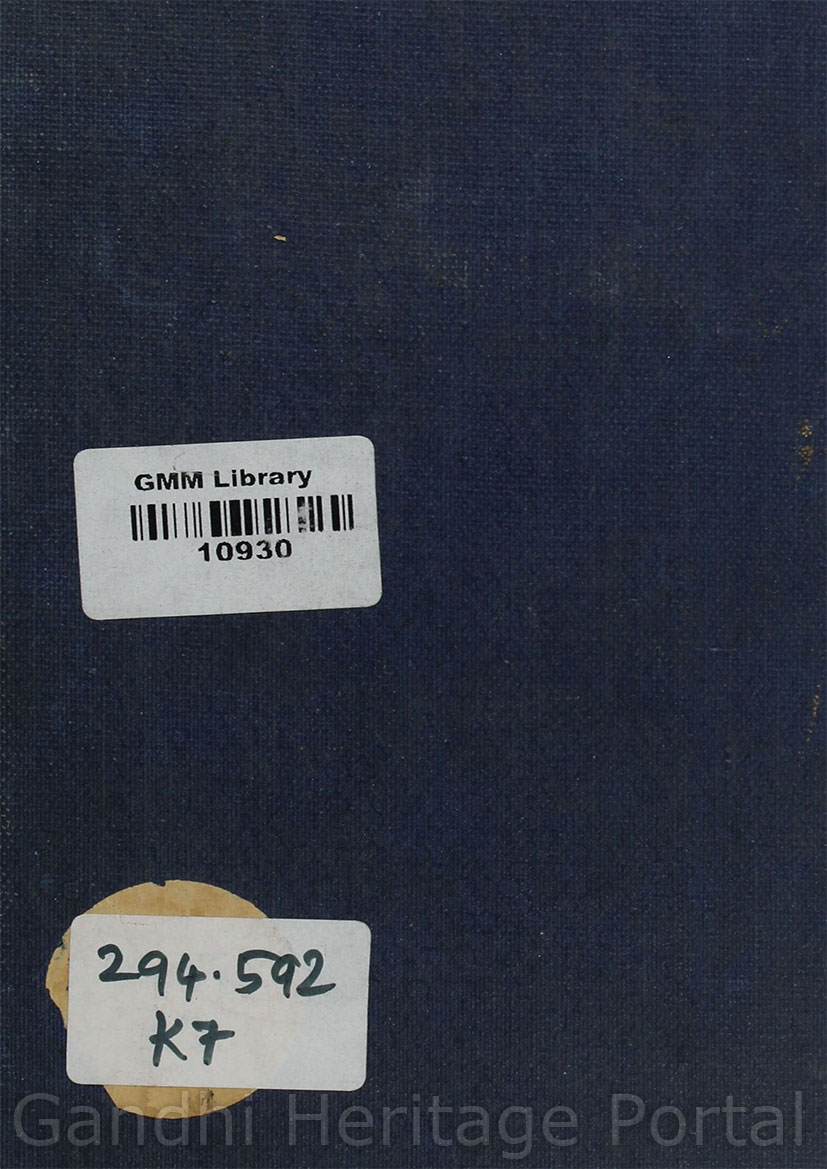 GMM Library
10930
294.592
K7
Gandhi Heritage Portal